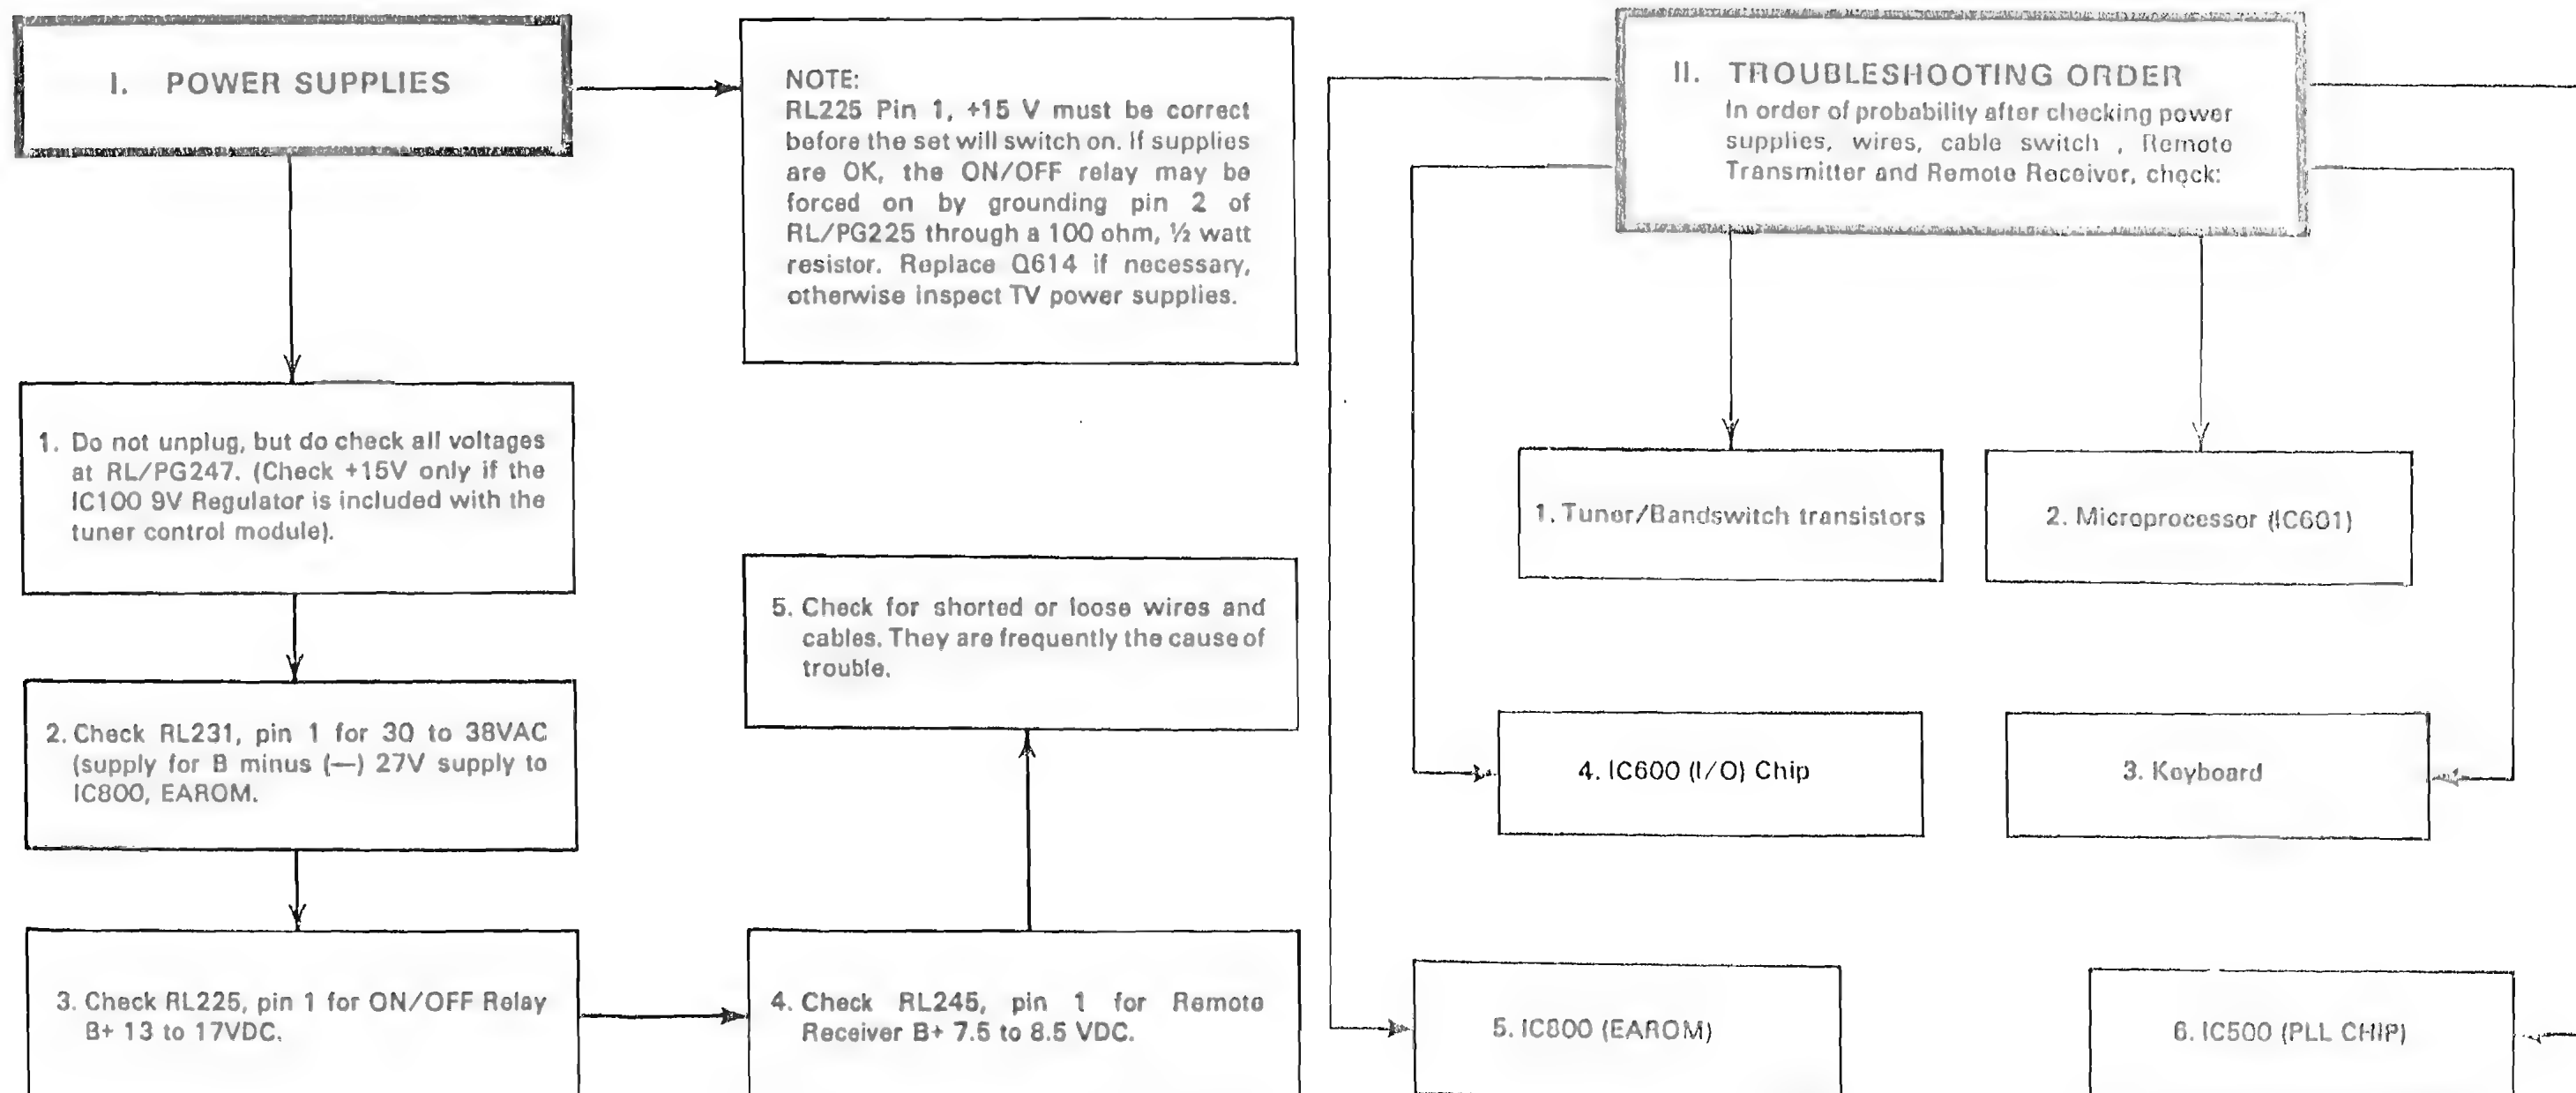 I. POWER SUPPLIES
NOTE:
RL225 Pin 1, +15 V must be correct
before the set will switch on. If supplies
are OK, the ON/OFF relay may be
forced on by grounding pin 2 of
RL/PG225 through a 100 ohm, ½ watt
resistor. Replace Q614 if necessary,
otherwise inspect TV power supplies.
1. Do not unplug, but do check all voltages
at RL/PG247. (Check +15V only if the
IC100 9V Regulator is included with the
tuner control module).
2. Check RL231, pin 1 for 30 to 38VAC
(supply for B minus (—) 27V supply to
IC800, EAROM.
3. Check RL225, pin 1 for ON/OFF Relay
B+ 13 to 17VDC.
4. Check RL245, pin 1 for Remote
Receiver B+ 7.5 to 8.5 VDC.
5. Check for shorted or loose wires and
cables. They are frequently the cause of
trouble.
II. TROUBLESHOOTING ORDER
In order of probability after checking power
supplies, wires, cable switch , Remote
Transmitter and Remote Receiver, check:
1. Tuner/Bandswitch transistors
2. Microprocessor (IC601)
3. Keyboard
4. IC600 (I/O) Chip
5. IC800 (EAROM)
6. IC500 (PLL CHIP)